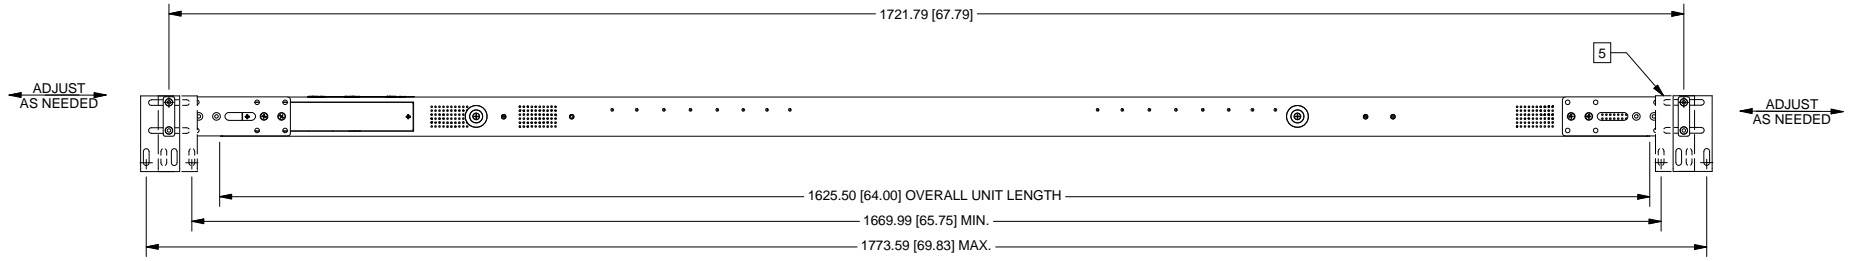 1721.79 [67.79]
5
ADJUST
AS NEEDED
ADJUST
AS NEEDED
1625.50 [64.00] OVERALL UNIT LENGTH
1669.99 [65.75] MIN.
1773.59 [69.83] MAX.